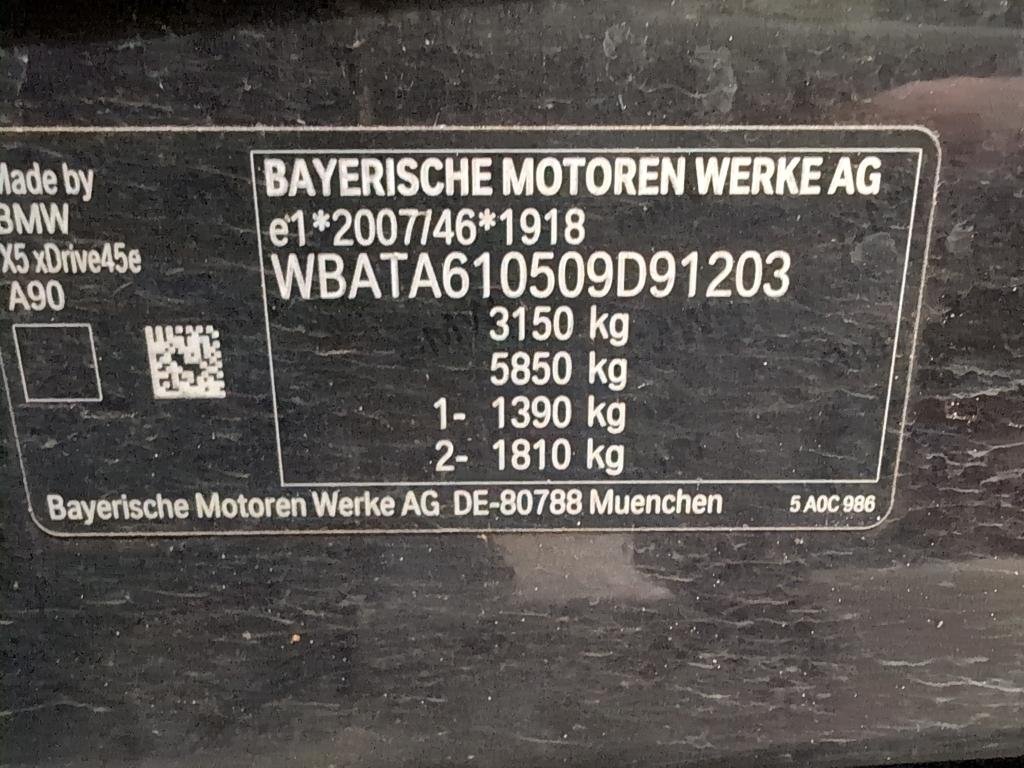 Made by
BMW
X5 xDrive45e
A90
BAYERISCHE MOTOREN WERKE AG
e1*2007/46*1918
WBATA610509D91203
3150 kg
5850 kg
1- 1390 kg
2- 1810 kg
Bayerische Motoren Werke AG DE-80788 Muenchen
5 A0C 986